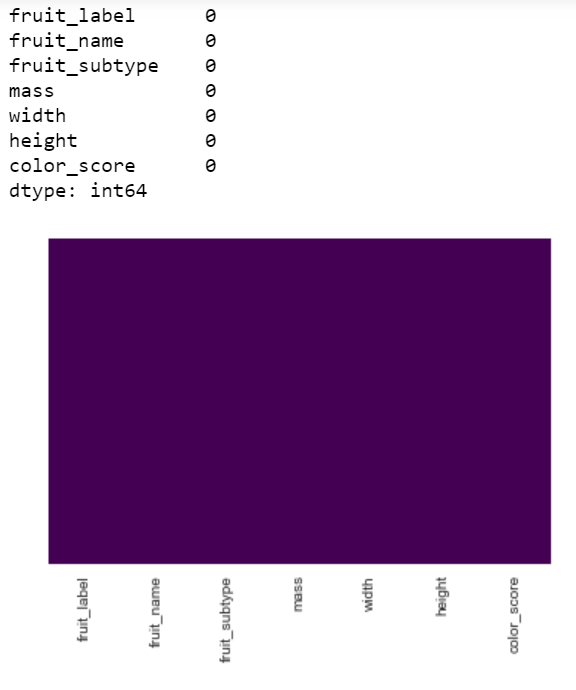 fruit_label 0
fruit_name 0
fruit_subtype 0
mass 0
width 0
height 0
color_score 0
dtype: int64
fruit_label
fruit_name
fruit_subtype
mass
width
height
color_score